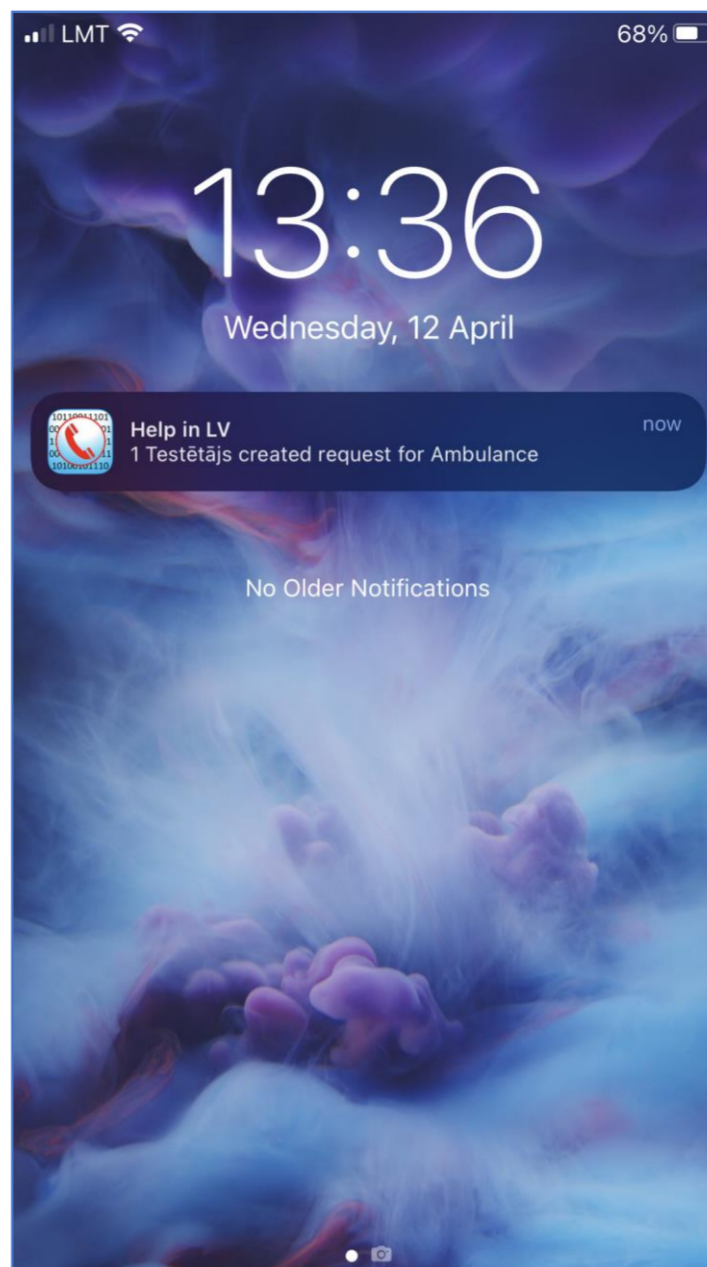 LMT 68%
13:36
Wednesday, 12 April
Help in LV now
1 Testētājs created request for Ambulance
No Older Notifications